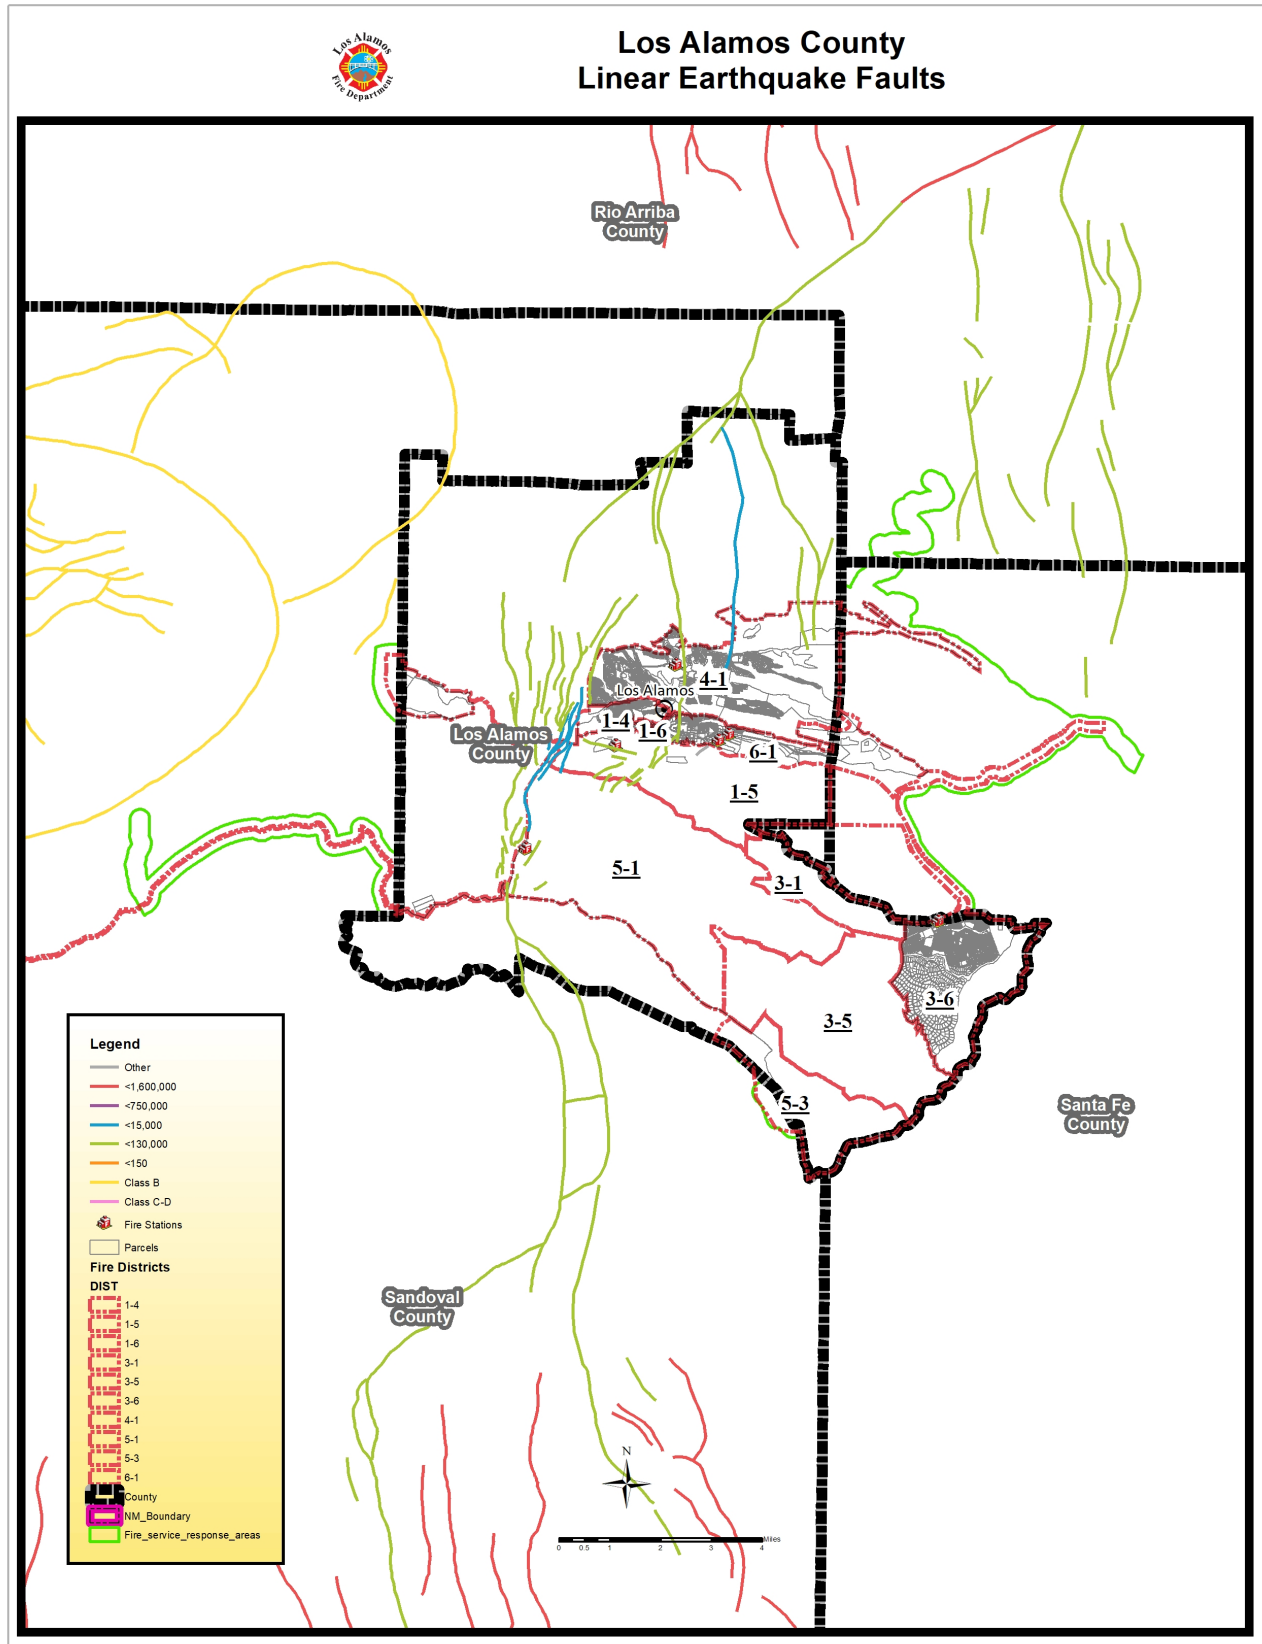 Los Alamos
Fire Department
Los Alamos County
Linear Earthquake Faults
Rio Arriba
County
4-1
Los Alamos
1-4
1-6
Los Alamos
County
6-1
1-5
5-1
3-1
3-6
3-5
5-3
Santa Fe
County
Sandoval
County
Legend
Other
<1,600,000
<750,000
<15,000
<130,000
<150
Class B
Class C-D
Fire Stations
Parcels
Fire Districts
DIST
1-4
1-5
1-6
3-1
3-5
3-6
4-1
5-1
5-3
6-1
County
NM_Boundary
Fire_service_response_areas
N
Miles
0 0.5 1 2 3 4